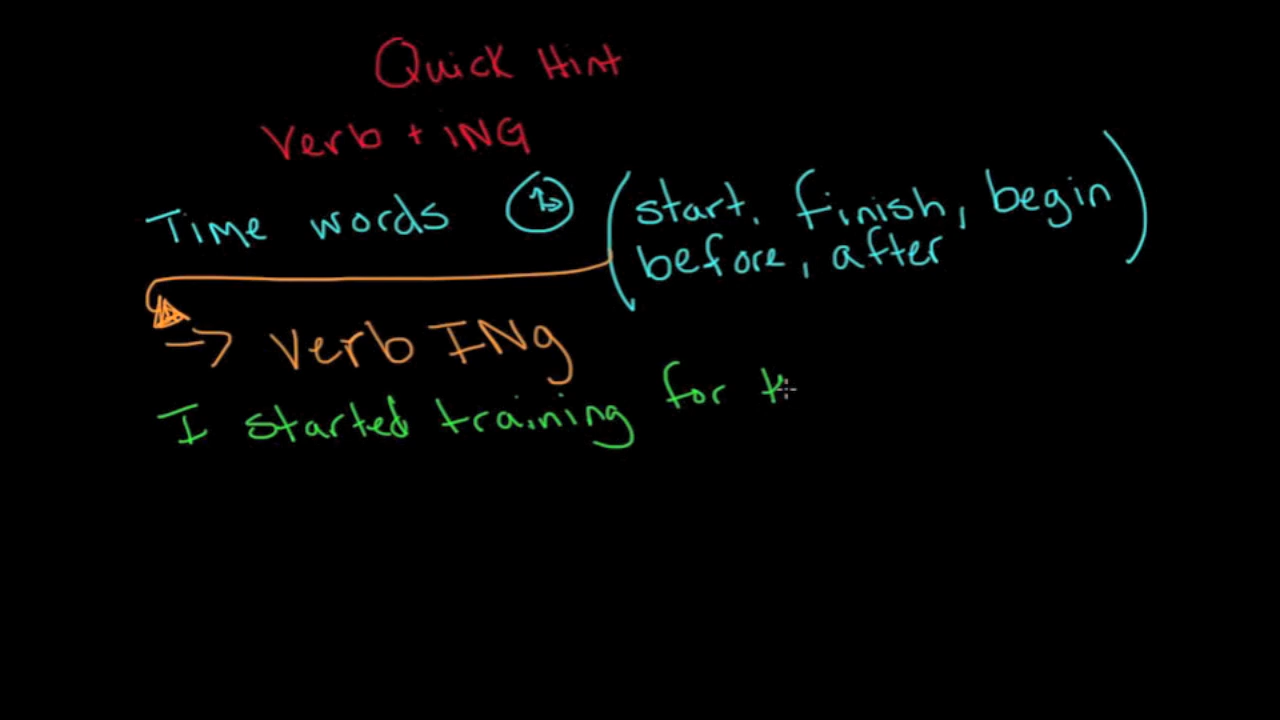 Quick Hint
Verb + ING
Time words (start, finish, begin
before, after)
→ Verb INg
I started training for